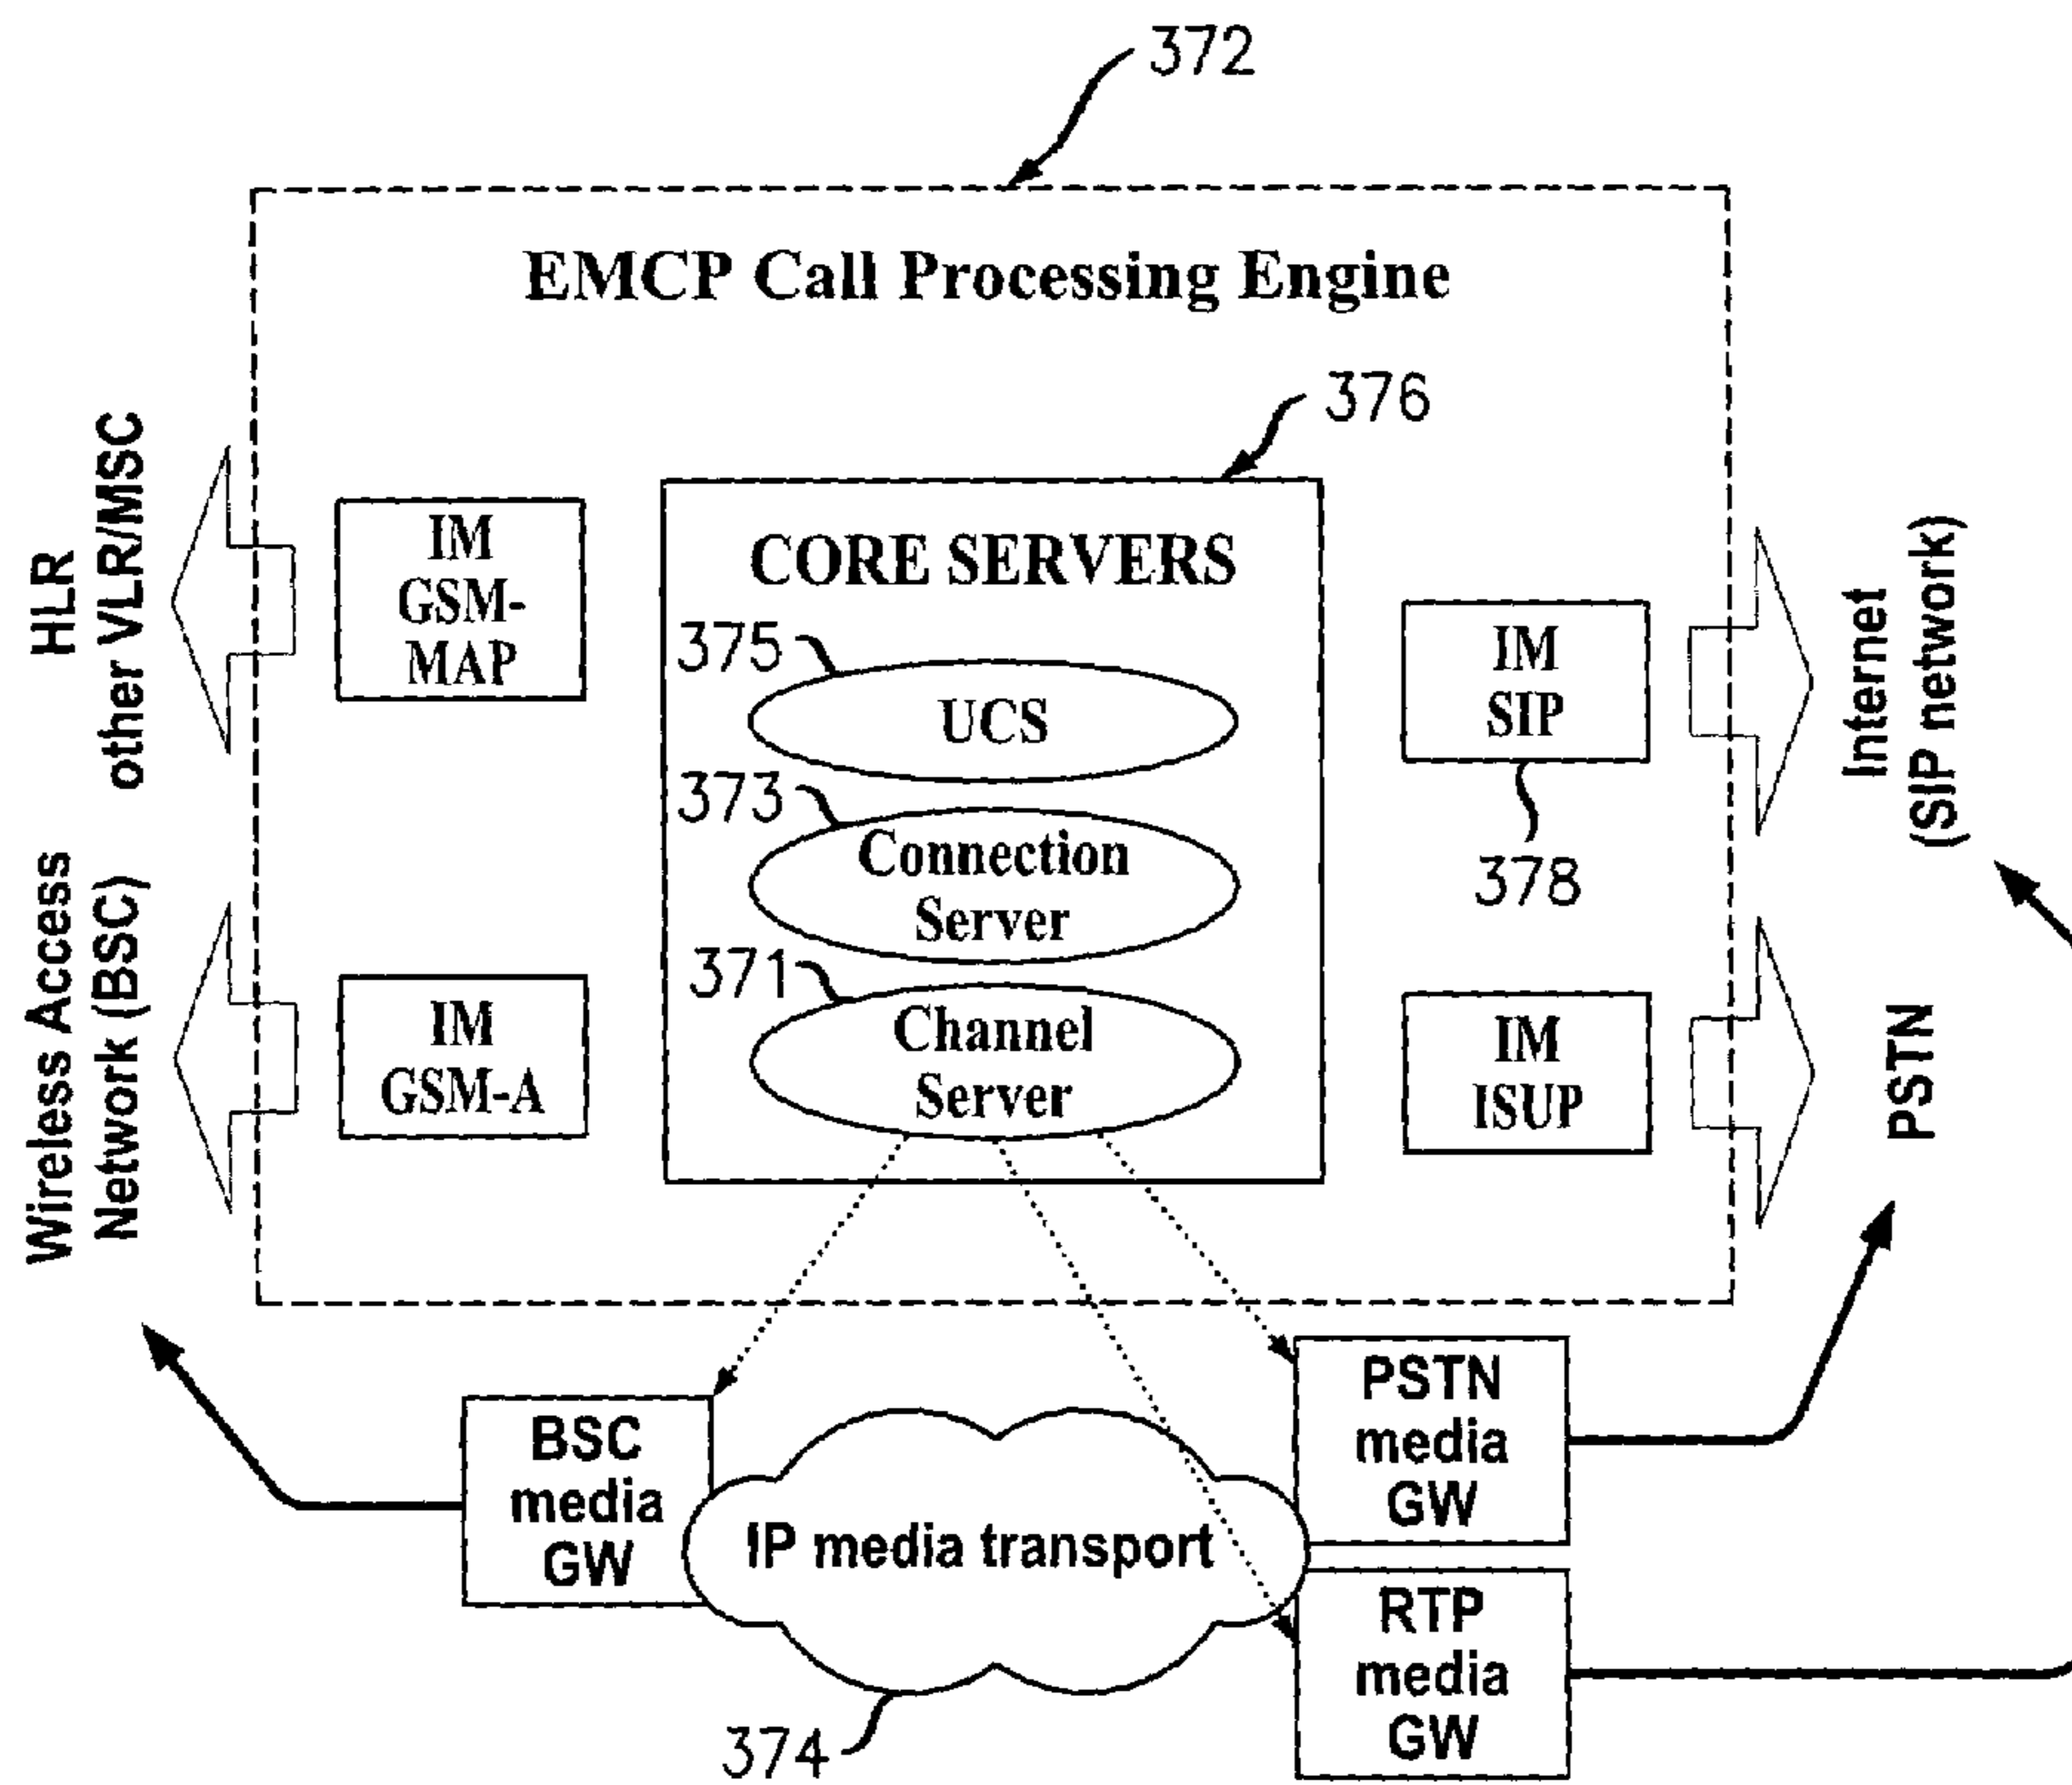 372
EMCP Call Processing Engine
376
HLR
other VLR/MSC
IM
GSM-
MAP
CORE SERVERS
375
UCS
373
Connection
Server
371
Channel
Server
IM
SIP
378
Internet
(SIP network)
Wireless Access
Network (BSC)
IM
GSM-A
IM
ISUP
PSTN
BSC
media
GW
IP media transport
374
PSTN
media
GW
RTP
media
GW